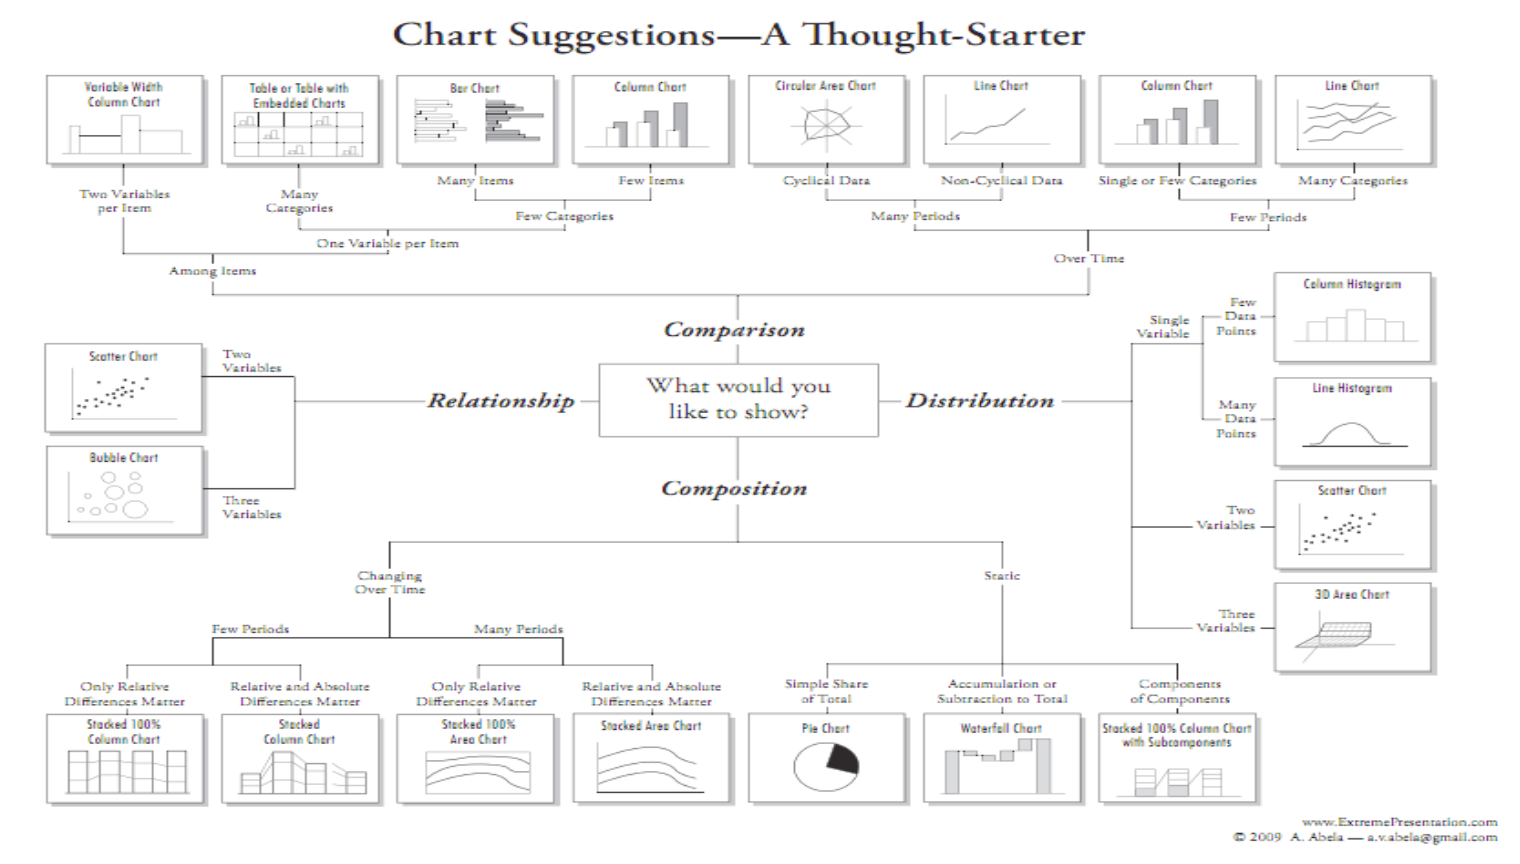 Chart Suggestions—A Thought-Starter
Variable Width
Column Chart
Table or Table with
Embedded Charts
Bar Chart
Column Chart
Circular Area Chart
Line Chart
Column Chart
Line Chart
Two Variables
per Item
Many
Categories
Many Items
Few Items
Cyclical Data
Non-Cyclical Data
Single or Few Categories
Many Categories
Few Categories
Many Periods
Few Periods
One Variable per Item
Among Items
Over Time
Comparison
What would you
like to show?
Relationship
Distribution
Composition
Scatter Chart
Two
Variables
Bubble Chart
Three
Variables
Single
Variable
Few
Data
Points
Column Histogram
Many
Data
Points
Line Histogram
Two
Variables
Scatter Chart
Three
Variables
3D Area Chart
Changing
Over Time
Static
Few Periods
Many Periods
Only Relative
Differences Matter
Relative and Absolute
Differences Matter
Only Relative
Differences Matter
Relative and Absolute
Differences Matter
Simple Share
of Total
Accumulation or
Subtraction to Total
Components
of Components
Stacked 100%
Column Chart
Stacked
Column Chart
Stacked 100%
Area Chart
Stacked Area Chart
Pie Chart
Waterfall Chart
Stacked 100% Column Chart
with Subcomponents
www.ExtremePresentation.com
© 2009 A. Abela — a.v.abela@gmail.com